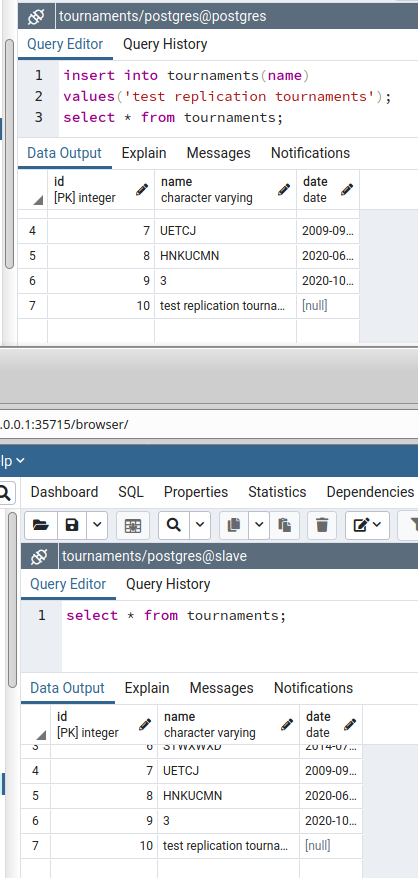 tournaments/postgres@postgres
Query Editor Query History
1 insert into tournaments(name)
2 values('test replication tournaments');
3 select * from tournaments;
Data Output Explain Messages Notifications
id name date
[PK] integer character varying date
4 7 UETCJ 2009-09...
5 8 HNKUCMN 2020-06...
6 9 3 2020-10...
7 10 test replication tourna... [null]
.0.0.1:35715/browser/
lp
Dashboard SQL Properties Statistics Dependencies
tournaments/postgres@slave
Query Editor Query History
1 select * from tournaments;
Data Output Explain Messages Notifications
id name date
[PK] integer character varying date
3 6 2014-07...
4 7 UETCJ 2009-09...
5 8 HNKUCMN 2020-06...
6 9 3 2020-10...
7 10 test replication tourna... [null]